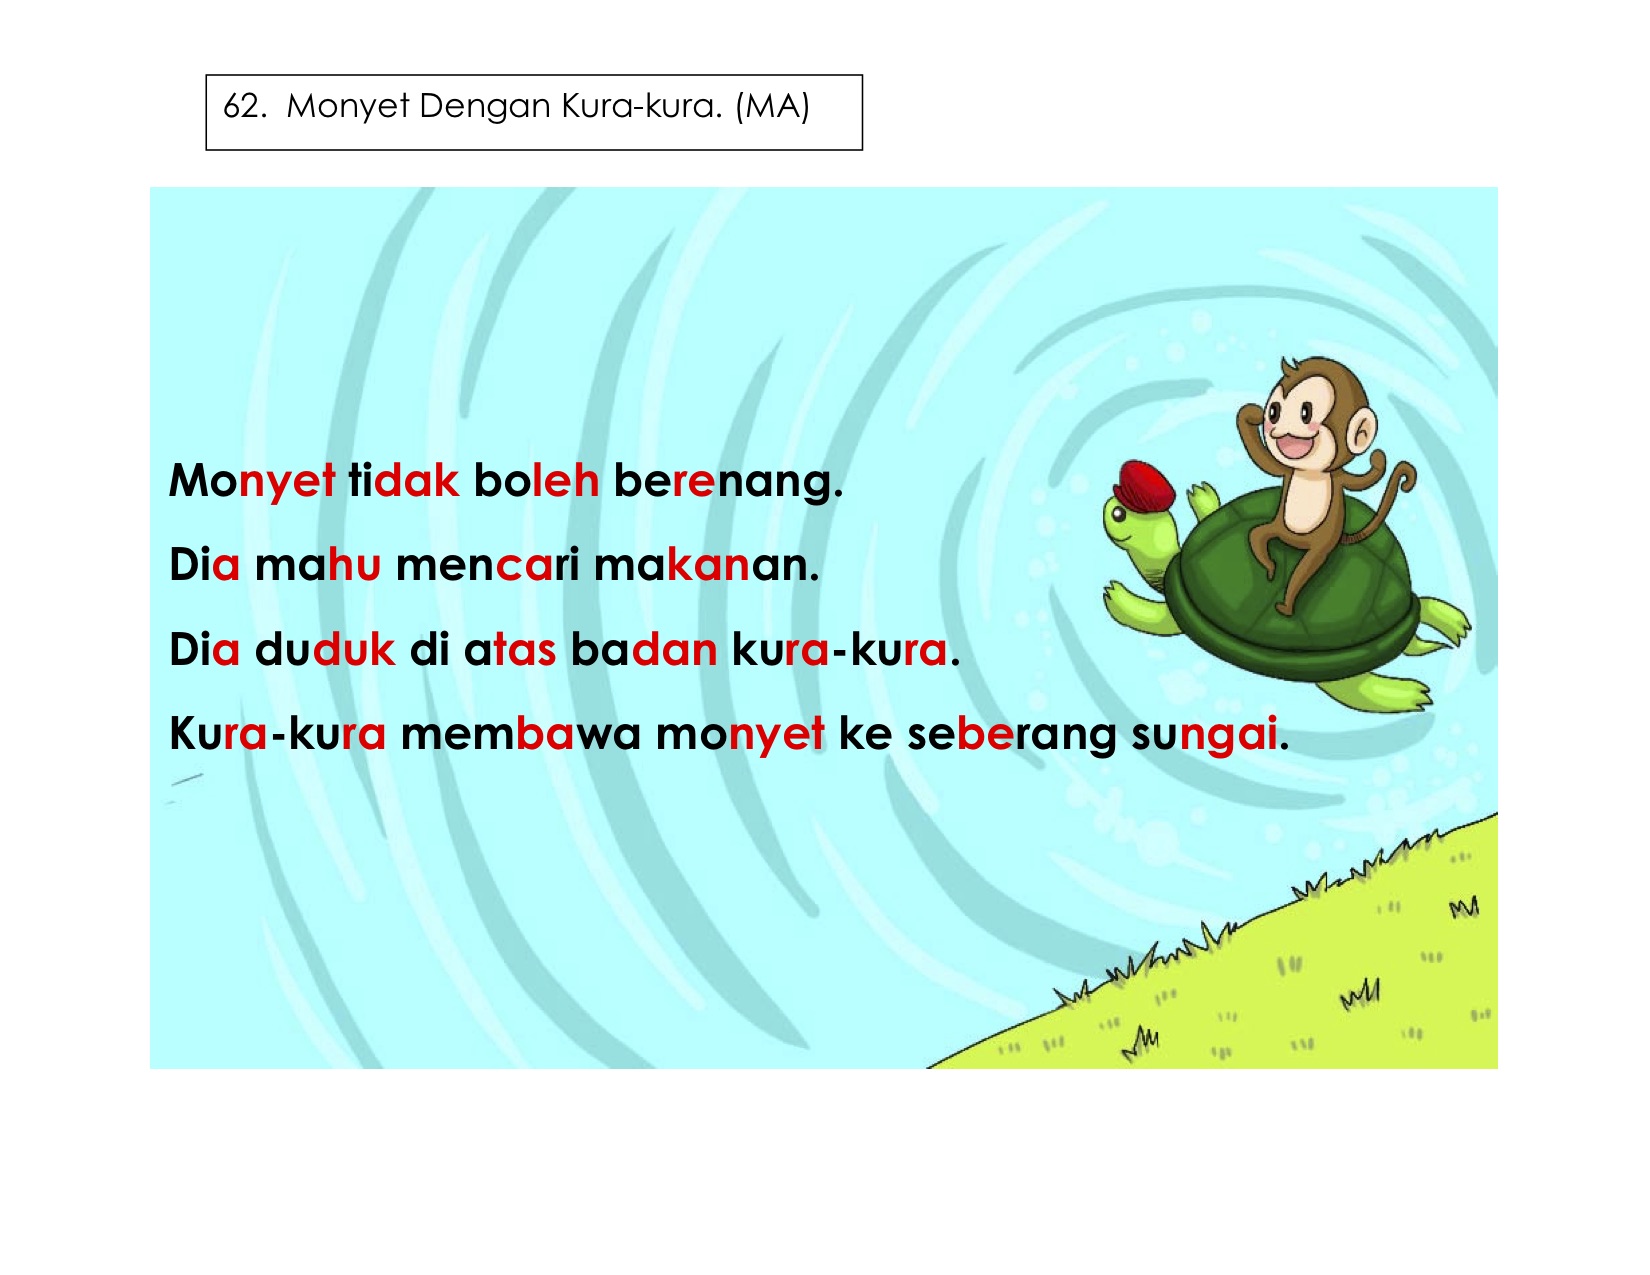 62. Monyet Dengan Kura-kura. (MA)
Monyet tidak boleh berenang.
Dia mahu mencari makanan.
Dia duduk di atas badan kura-kura.
Kura-kura membawa monyet ke seberang sungai.